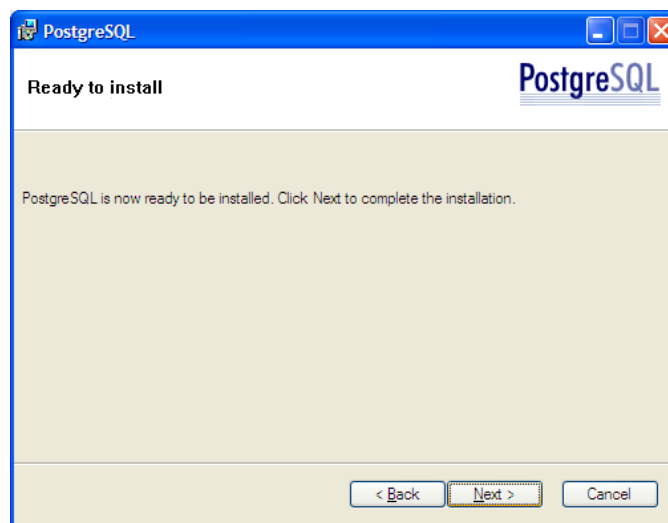 PostgreSQL
Ready to install
PostgreSQL
PostgreSQL is now ready to be installed. Click Next to complete the installation.
< Back
Next >
Cancel